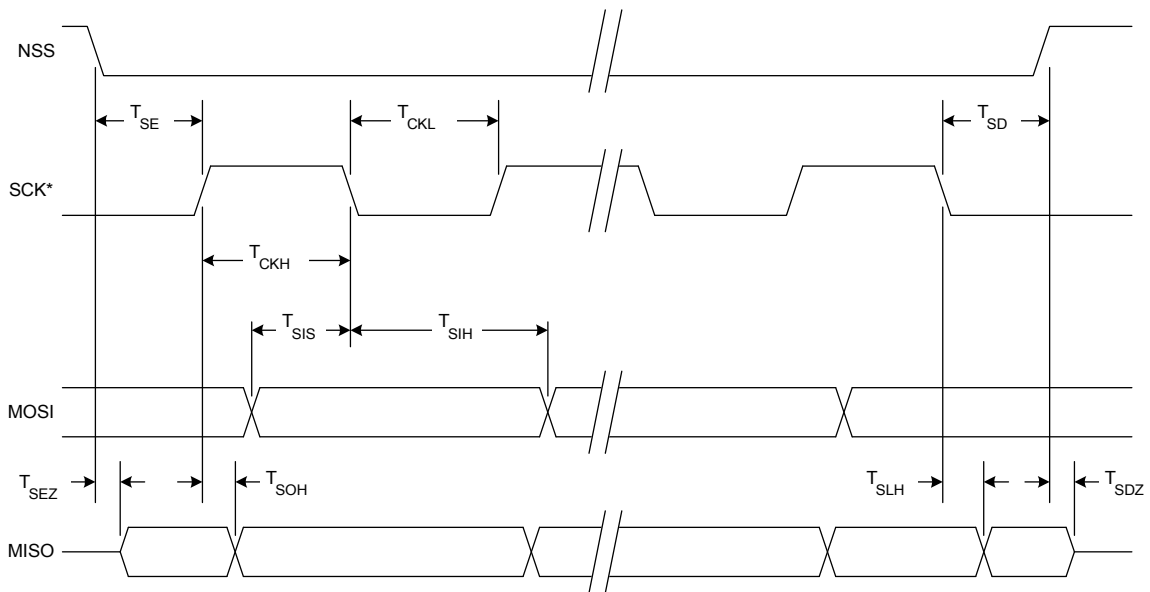 NSS
T_SE
T_CKL
T_SD
SCK*
T_CKH
T_SIS
T_SIH
MOSI
T_SEZ
T_SOH
T_SLH
T_SDZ
MISO